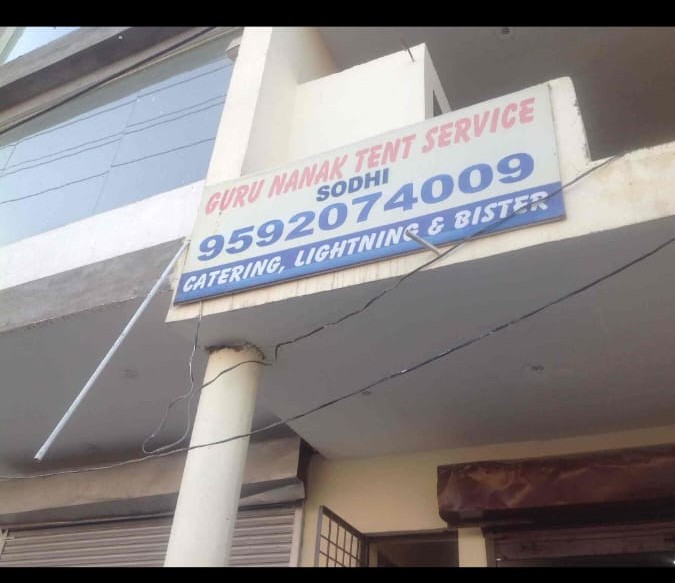 GURU NANAK TENT SERVICE
SODHI
9592074009
CATERING, LIGHTNING & BISTER